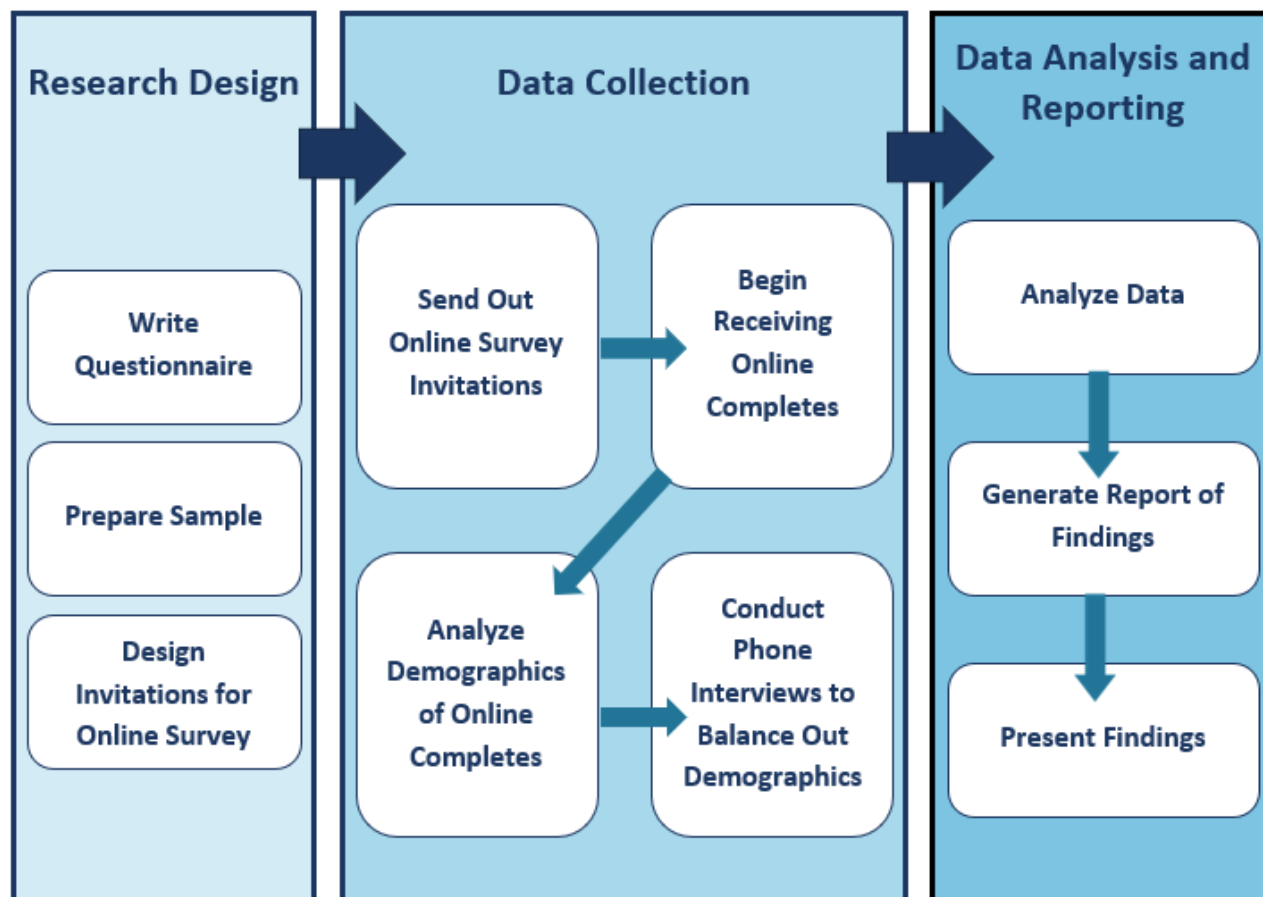 Research Design
Write
Questionnaire
Prepare Sample
Design
Invitations for
Online Survey
Data Collection
Send Out
Online Survey
Invitations
Begin
Receiving
Online
Completes
Analyze
Demographics
of Online
Completes
Conduct
Phone
Interviews to
Balance Out
Demographics
Data Analysis and
Reporting
Analyze Data
Generate Report of
Findings
Present Findings